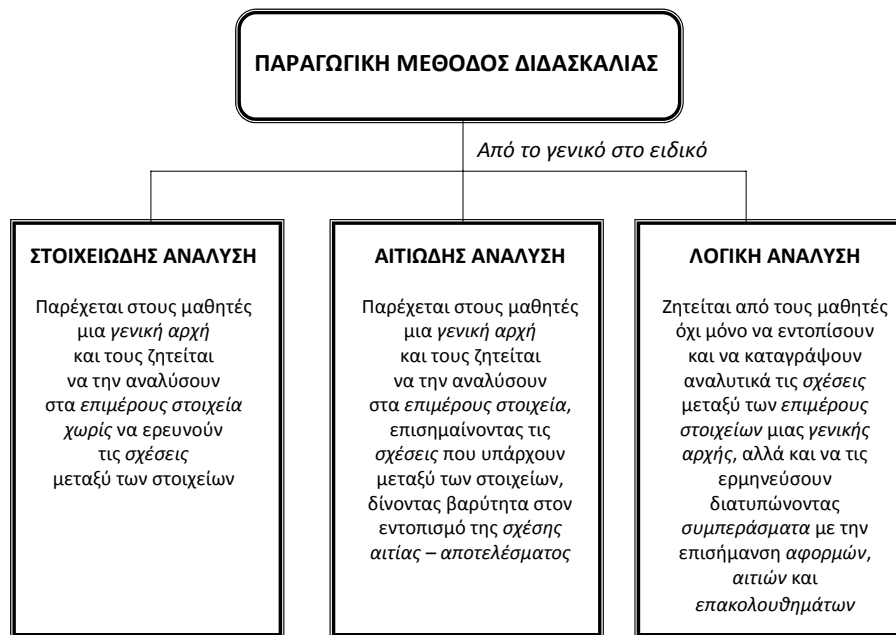 ΠΑΡΑΓΩΓΙΚΗ ΜΕΘΟΔΟΣ ΔΙΔΑΣΚΑΛΙΑΣ
Από το γενικό στο ειδικό
ΣΤΟΙΧΕΙΩΔΗΣ ΑΝΑΛΥΣΗ
Παρέχεται στους μαθητές
μια γενική αρχή
και τους ζητείται
να την αναλύσουν
στα επιμέρους στοιχεία
χωρίς να ερευνούν
τις σχέσεις
μεταξύ των στοιχείων
ΑΙΤΙΩΔΗΣ ΑΝΑΛΥΣΗ
Παρέχεται στους μαθητές
μια γενική αρχή
και τους ζητείται
να την αναλύσουν
στα επιμέρους στοιχεία,
επισημαίνοντας τις
σχέσεις που υπάρχουν
μεταξύ των στοιχείων,
δίνοντας βαρύτητα στον
εντοπισμό της σχέσης
αιτίας – αποτελέσματος
ΛΟΓΙΚΗ ΑΝΑΛΥΣΗ
Ζητείται από τους μαθητές
όχι μόνο να εντοπίσουν
και να καταγράψουν
αναλυτικά τις σχέσεις
μεταξύ των επιμέρους
στοιχείων μιας γενικής
αρχής, αλλά και να τις
ερμηνεύσουν
διατυπώνοντας
συμπεράσματα με την
επισήμανση αφορμών,
αιτιών και
επακολουθημάτων